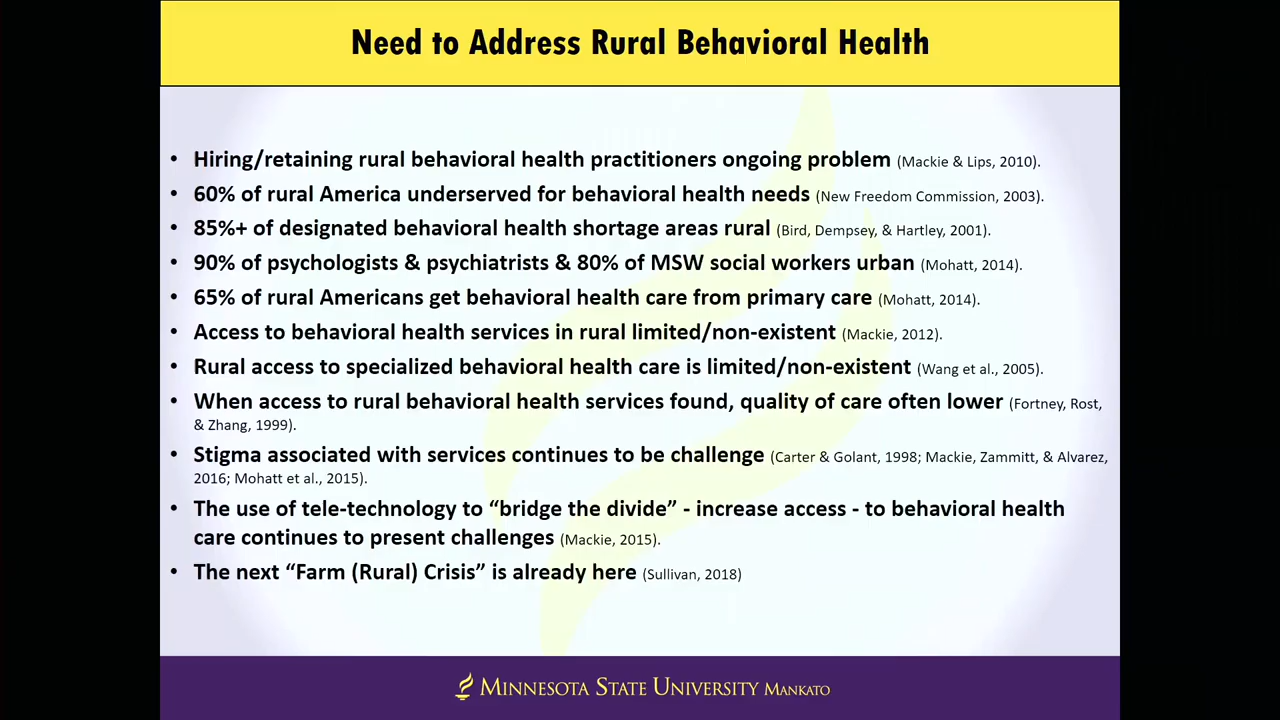 Need to Address Rural Behavioral Health
• Hiring/retaining rural behavioral health practitioners ongoing problem (Mackie & Lips, 2010).
• 60% of rural America underserved for behavioral health needs (New Freedom Commission, 2003).
• 85%+ of designated behavioral health shortage areas rural (Bird, Dempsey, & Hartley, 2001).
• 90% of psychologists & psychiatrists & 80% of MSW social workers urban (Mohatt, 2014).
• 65% of rural Americans get behavioral health care from primary care (Mohatt, 2014).
• Access to behavioral health services in rural limited/non-existent (Mackie, 2012).
• Rural access to specialized behavioral health care is limited/non-existent (Wang et al., 2005).
• When access to rural behavioral health services found, quality of care often lower (Fortney, Rost,
& Zhang, 1999).
• Stigma associated with services continues to be challenge (Carter & Golant, 1998; Mackie, Zammitt, & Alvarez,
2016; Mohatt et al., 2015).
• The use of tele-technology to “bridge the divide” - increase access - to behavioral health
care continues to present challenges (Mackie, 2015).
• The next “Farm (Rural) Crisis” is already here (Sullivan, 2018)
MINNESOTA STATE UNIVERSITY MANKATO